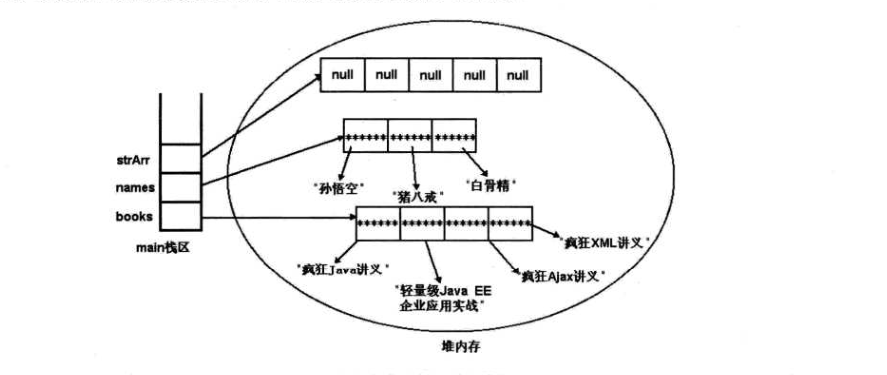 null null null null null
strArr
****** ****** ******
names
"孙悟空"
"猪八戒"
"白骨精"
books
****** ****** ****** ******
main栈区
"疯狂XML讲义"
"疯狂Java讲义"
"疯狂Ajax讲义"
"轻量级Java EE
企业应用实战"
堆内存